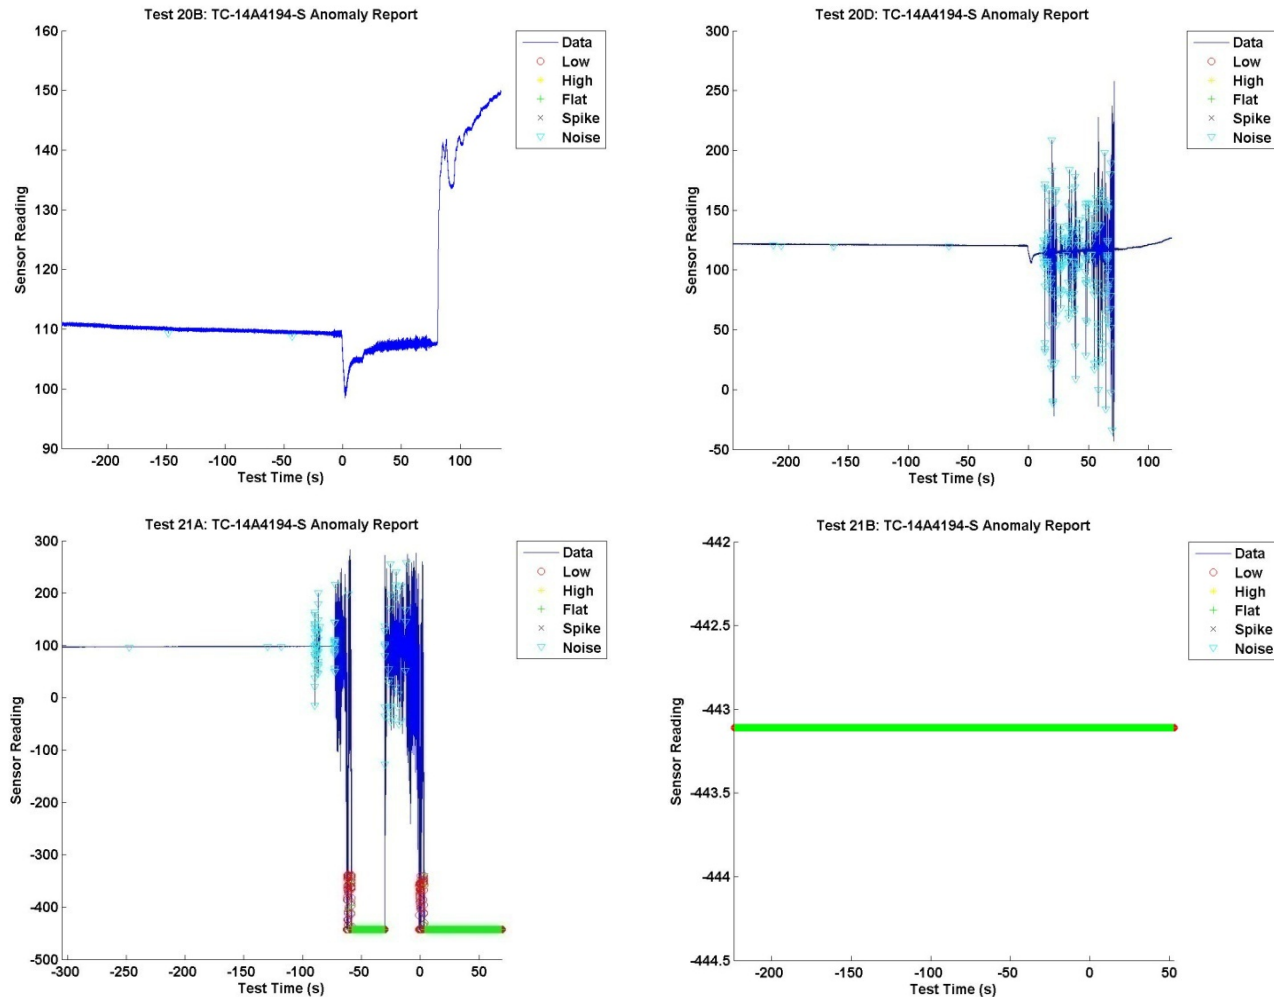 Test 20B: TC-14A4194-S Anomaly Report
160
150
140
130
120
110
100
90
Sensor Reading
-200 -150 -100 -50 0 50 100
Test Time (s)
Data
Low
High
Flat
Spike
Noise
Test 20D: TC-14A4194-S Anomaly Report
300
250
200
150
100
50
0
-50
Sensor Reading
-200 -150 -100 -50 0 50 100
Test Time (s)
Data
Low
High
Flat
Spike
Noise
Test 21A: TC-14A4194-S Anomaly Report
300
200
100
0
-100
-200
-300
-400
-500
Sensor Reading
-300 -250 -200 -150 -100 -50 0 50
Test Time (s)
Data
Low
High
Flat
Spike
Noise
Test 21B: TC-14A4194-S Anomaly Report
-442
-442.5
-443
-443.5
-444
-444.5
Sensor Reading
-200 -150 -100 -50 0 50
Test Time (s)
Data
Low
High
Flat
Spike
Noise